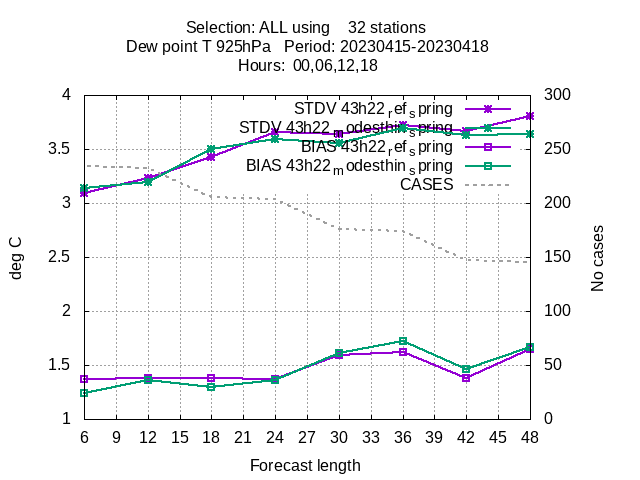 Selection: ALL using    32 stations
Dew point T 925hPa   Period: 20230415-20230418
Hours:  00,06,12,18
4
3.5
3
2.5
2
1.5
1
300
250
200
150
100
50
0
STDV 43h22_ref_spring
STDV 43h22_modesthin_spring
BIAS 43h22_ref_spring
BIAS 43h22_modesthin_spring
CASES
deg C
No cases
6 9 12 15 18 21 24 27 30 33 36 39 42 45 48
Forecast length